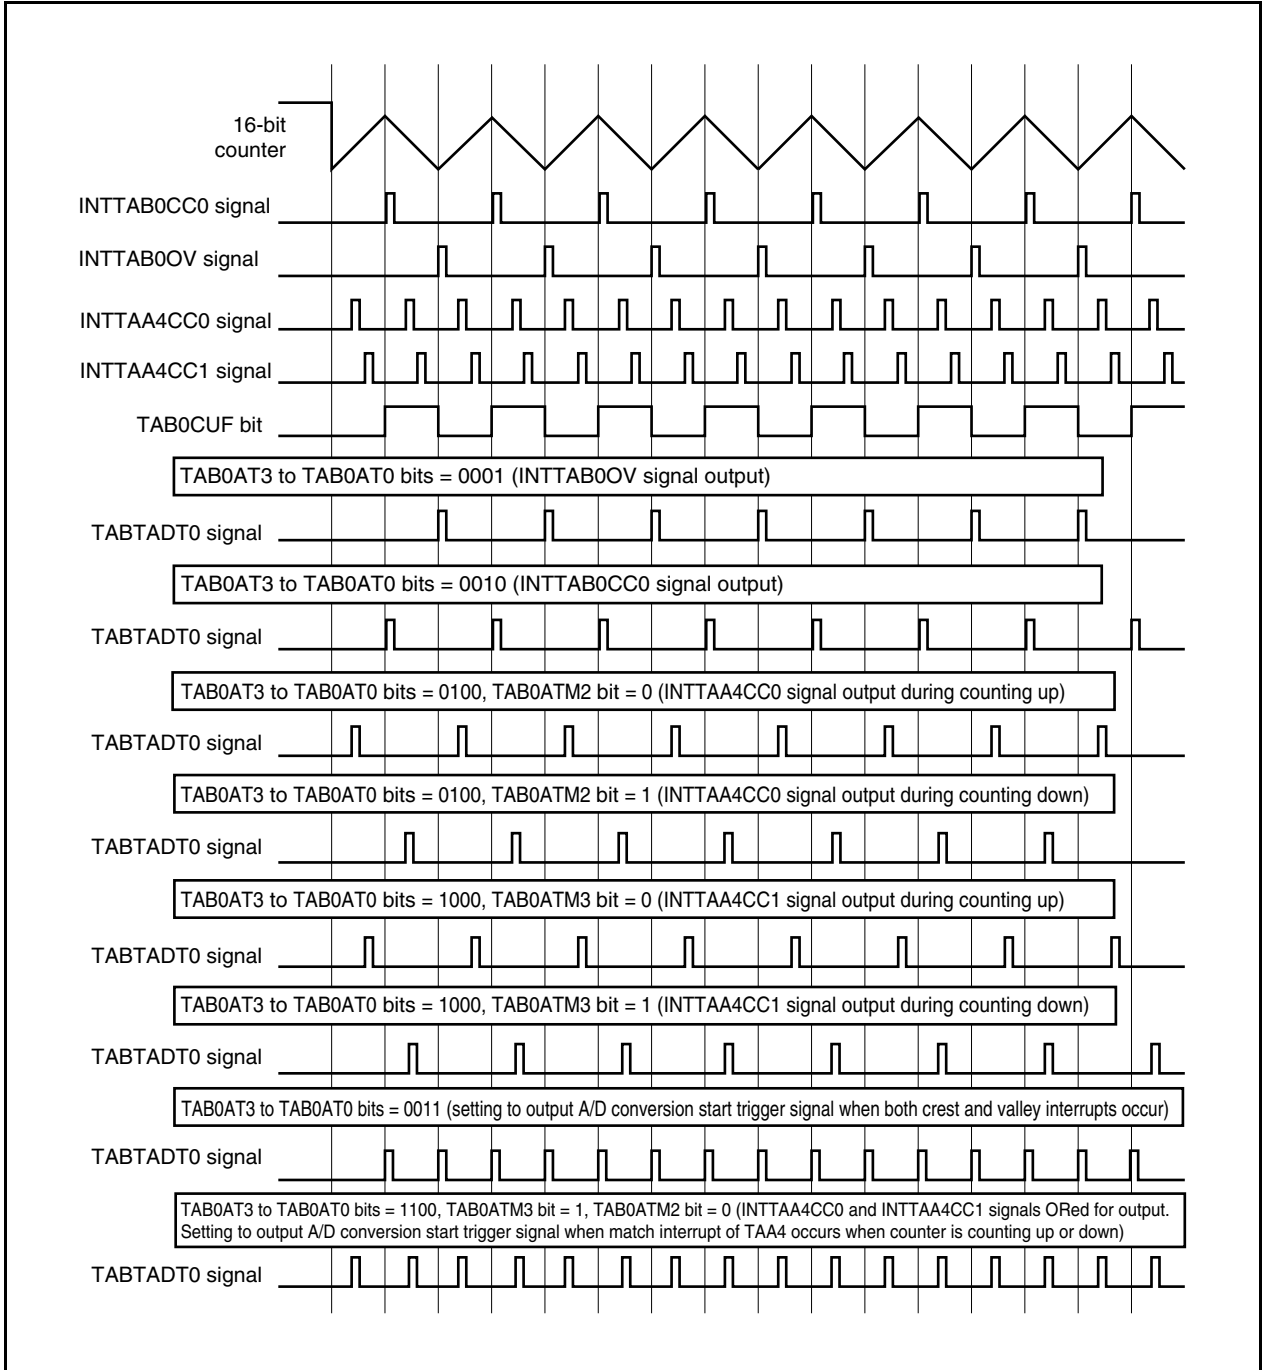 16-bit
counter
INTTAB0CC0 signal
INTTAB0OV signal
INTTAA4CC0 signal
INTTAA4CC1 signal
TAB0CUF bit
TAB0AT3 to TAB0AT0 bits = 0001 (INTTAB0OV signal output)
TABTADT0 signal
TAB0AT3 to TAB0AT0 bits = 0010 (INTTAB0CC0 signal output)
TABTADT0 signal
TAB0AT3 to TAB0AT0 bits = 0100, TAB0ATM2 bit = 0 (INTTAA4CC0 signal output during counting up)
TABTADT0 signal
TAB0AT3 to TAB0AT0 bits = 0100, TAB0ATM2 bit = 1 (INTTAA4CC0 signal output during counting down)
TABTADT0 signal
TAB0AT3 to TAB0AT0 bits = 1000, TAB0ATM3 bit = 0 (INTTAA4CC1 signal output during counting up)
TABTADT0 signal
TAB0AT3 to TAB0AT0 bits = 1000, TAB0ATM3 bit = 1 (INTTAA4CC1 signal output during counting down)
TABTADT0 signal
TAB0AT3 to TAB0AT0 bits = 0011 (setting to output A/D conversion start trigger signal when both crest and valley interrupts occur)
TABTADT0 signal
TAB0AT3 to TAB0AT0 bits = 1100, TAB0ATM3 bit = 1, TAB0ATM2 bit = 0 (INTTAA4CC0 and INTTAA4CC1 signals ORed for output.
Setting to output A/D conversion start trigger signal when match interrupt of TAA4 occurs when counter is counting up or down)
TABTADT0 signal